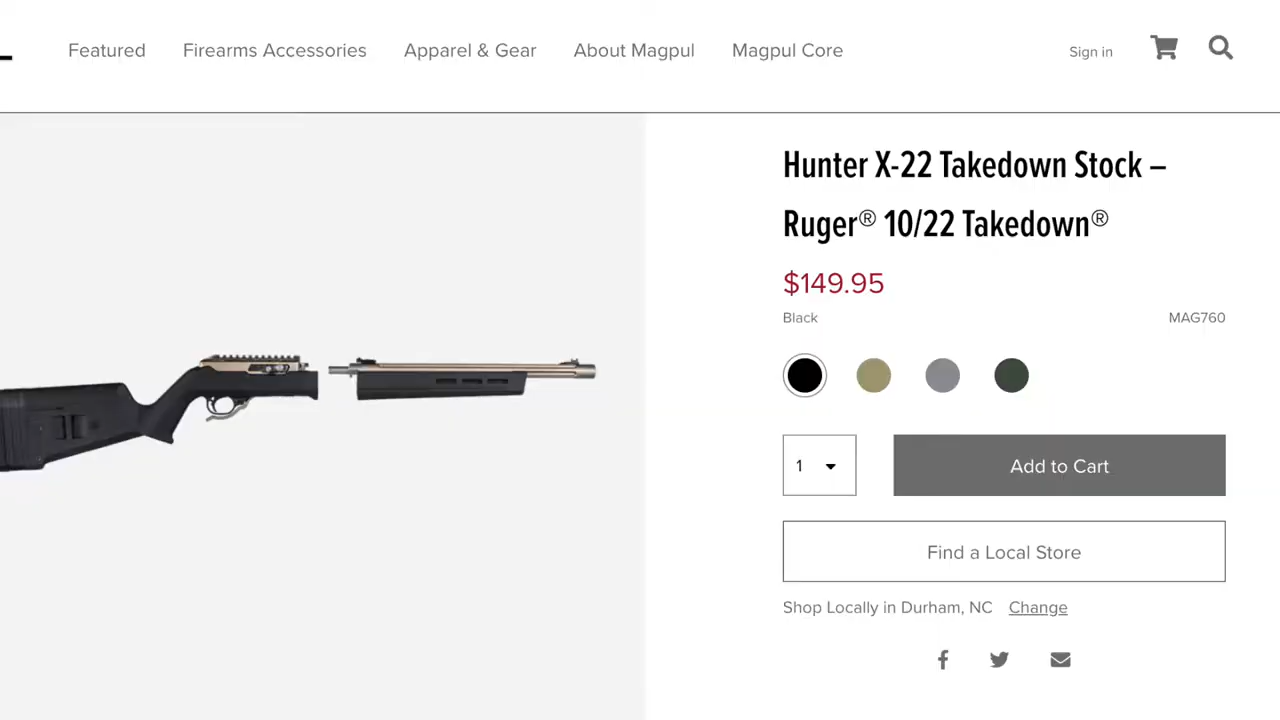 Featured Firearms Accessories Apparel & Gear About Magpul Magpul Core Sign in
Hunter X-22 Takedown Stock –
Ruger® 10/22 Takedown®
$149.95
Black MAG760
1 Add to Cart
Find a Local Store
Shop Locally in Durham, NC Change